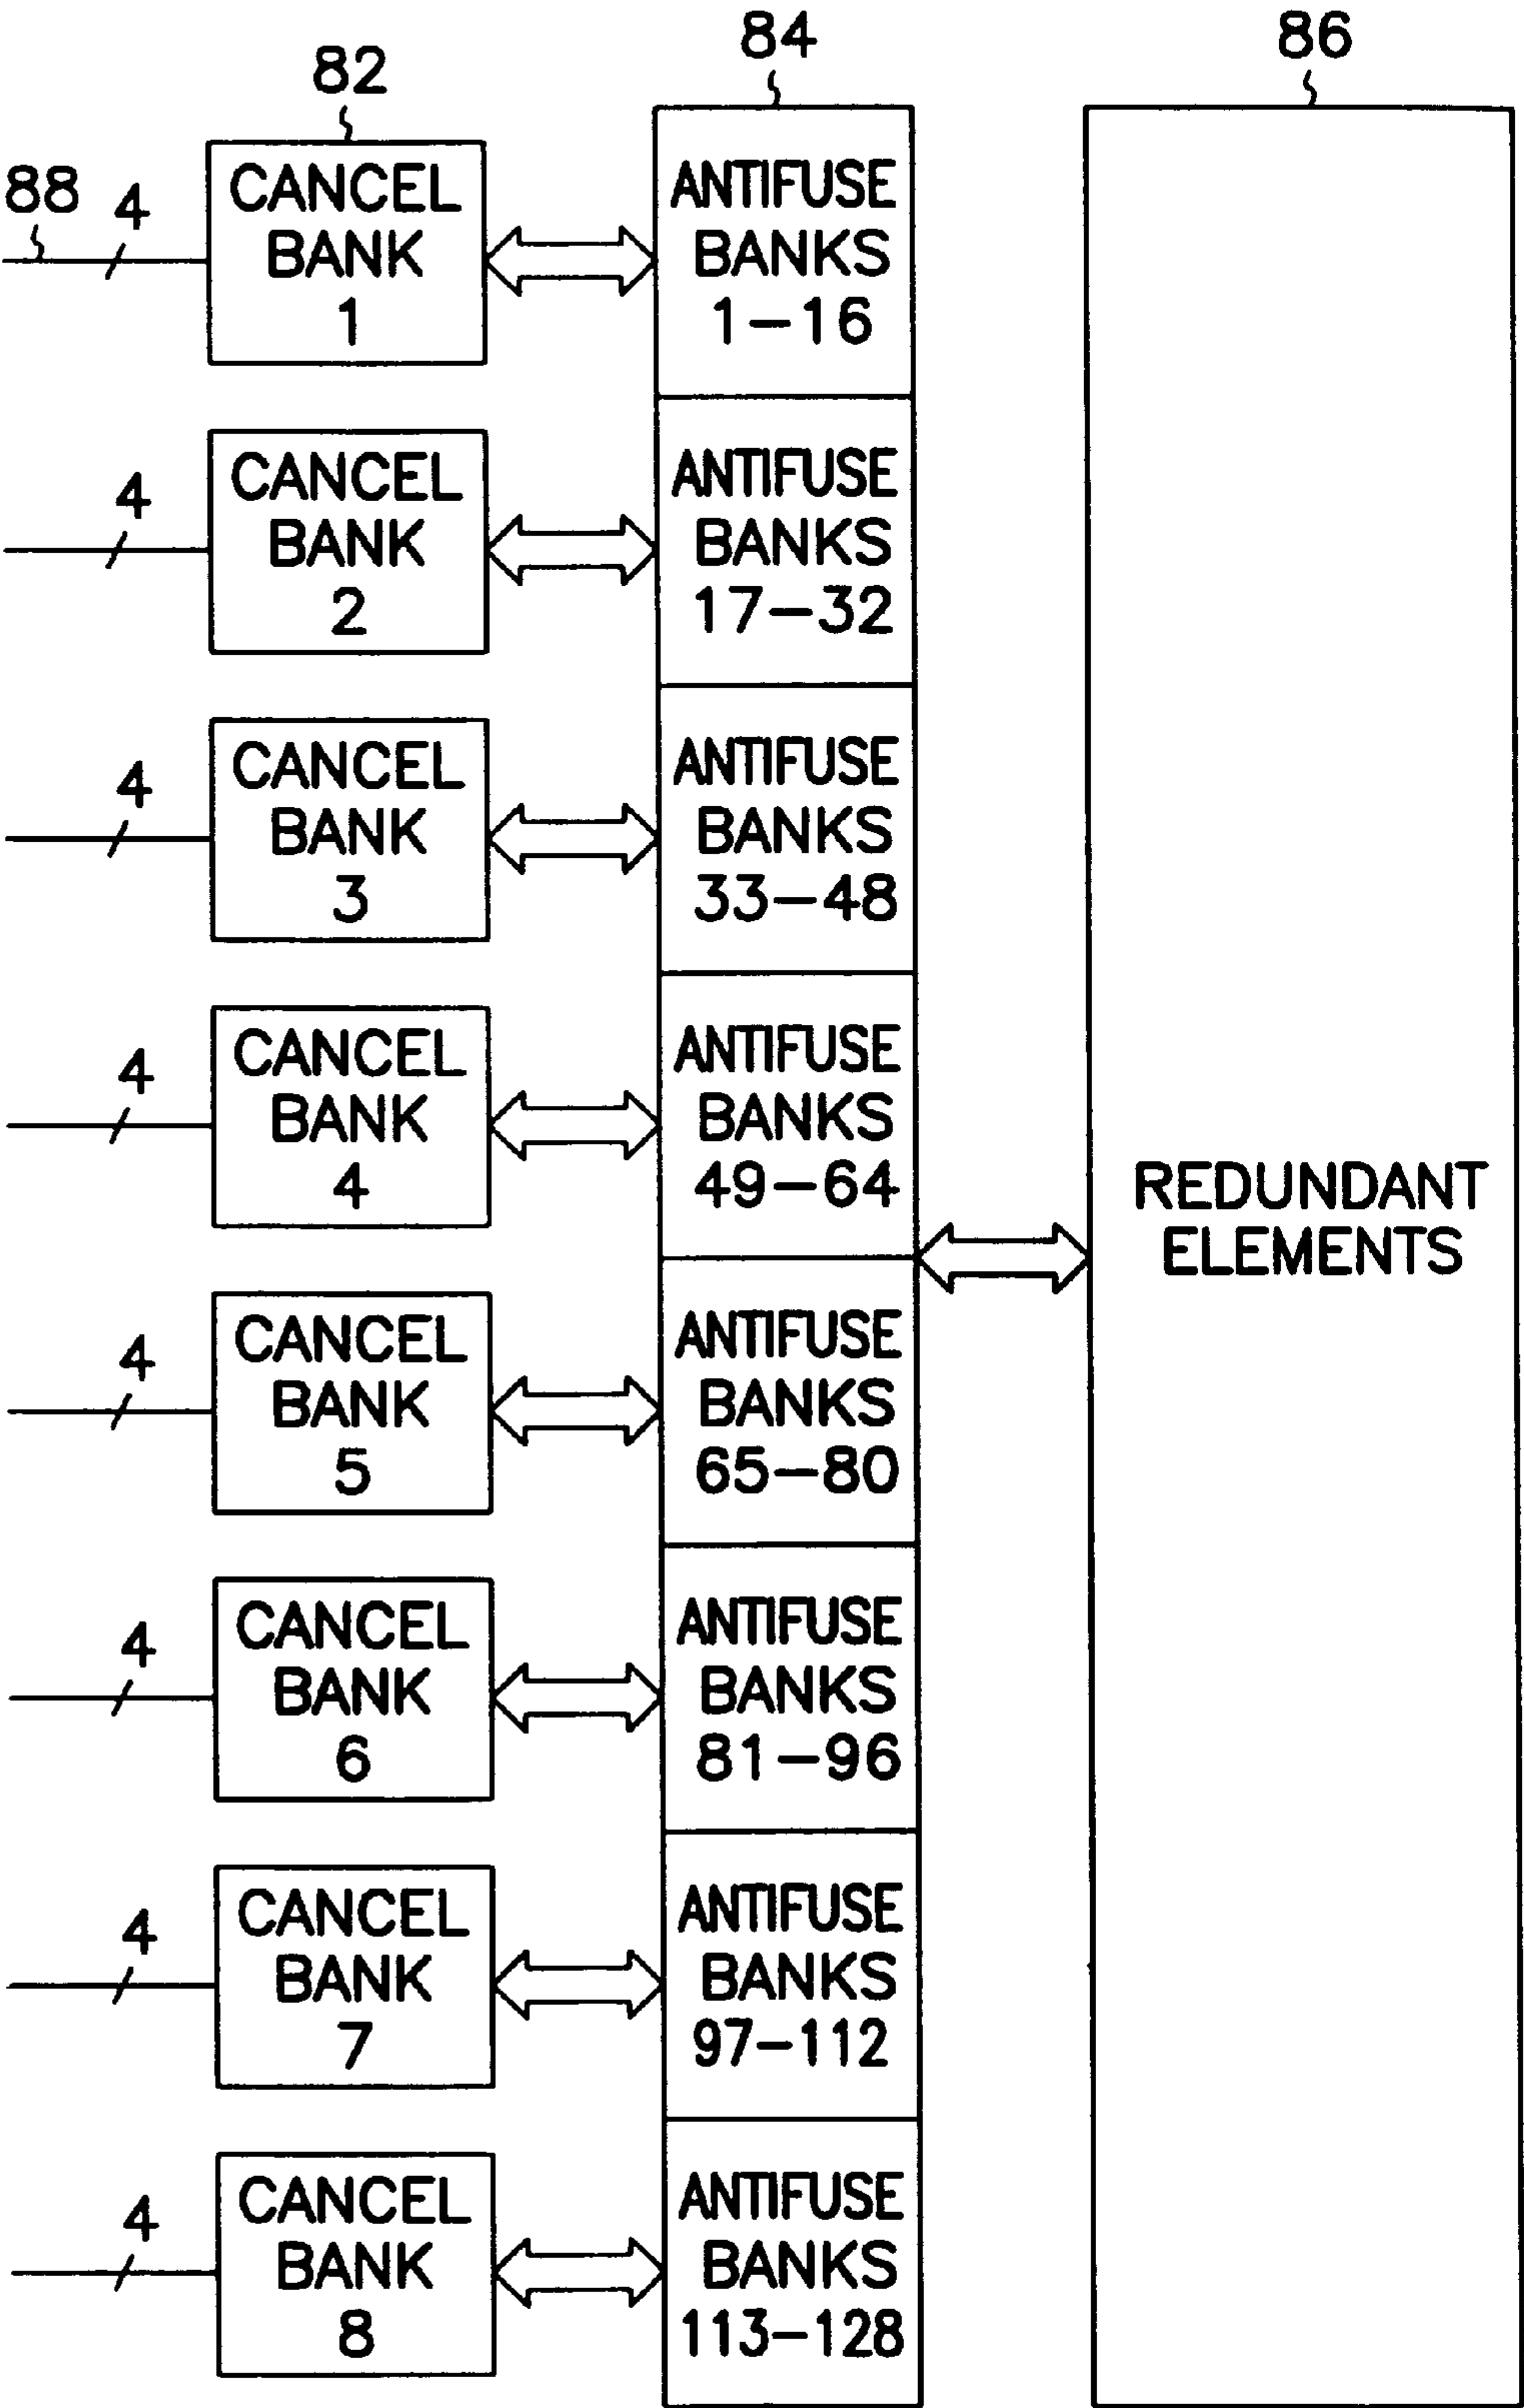 82
84
86
88
4
CANCEL
BANK
1
ANTIFUSE
BANKS
1-16
4
CANCEL
BANK
2
ANTIFUSE
BANKS
17-32
4
CANCEL
BANK
3
ANTIFUSE
BANKS
33-48
4
CANCEL
BANK
4
ANTIFUSE
BANKS
49-64
REDUNDANT
ELEMENTS
4
CANCEL
BANK
5
ANTIFUSE
BANKS
65-80
4
CANCEL
BANK
6
ANTIFUSE
BANKS
81-96
4
CANCEL
BANK
7
ANTIFUSE
BANKS
97-112
4
CANCEL
BANK
8
ANTIFUSE
BANKS
113-128